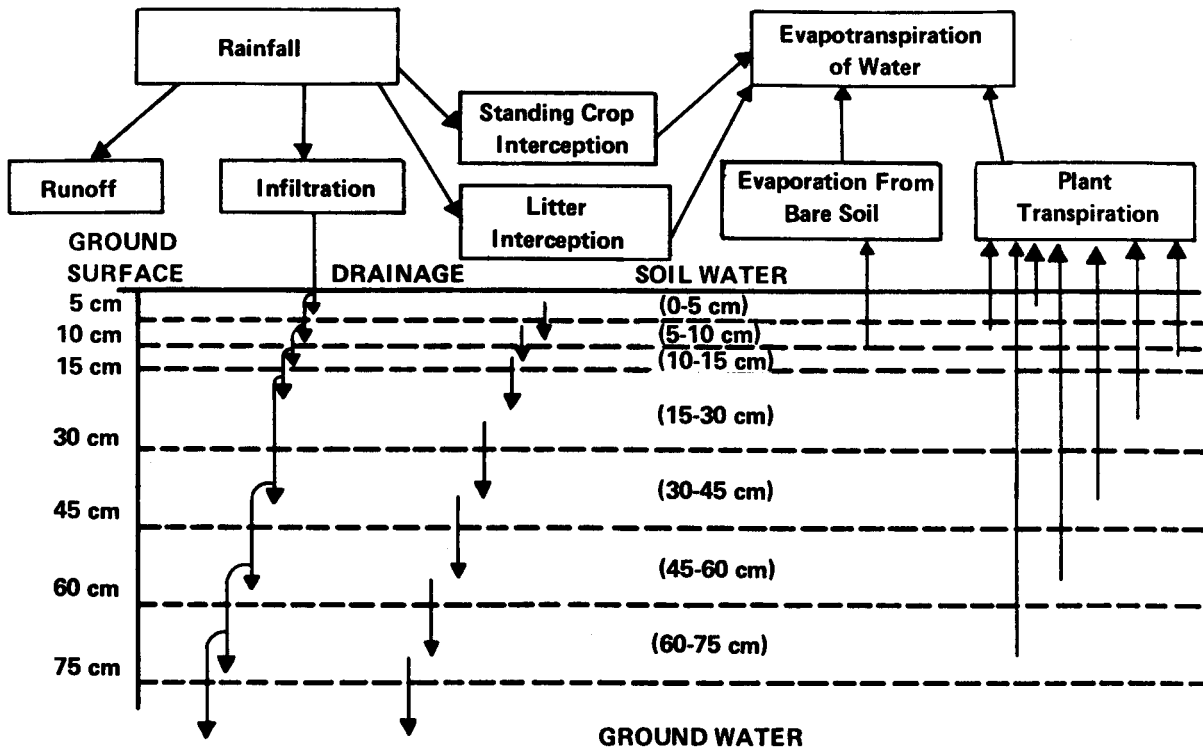 Rainfall
Evapotranspiration
of Water
Standing Crop
Interception
Runoff
Infiltration
Litter
Interception
Evaporation From
Bare Soil
Plant
Transpiration
GROUND
SURFACE
DRAINAGE
SOIL WATER
5 cm
(0-5 cm)
10 cm
(5-10 cm)
15 cm
(10-15 cm)
(15-30 cm)
30 cm
(30-45 cm)
45 cm
(45-60 cm)
60 cm
(60-75 cm)
75 cm
GROUND WATER